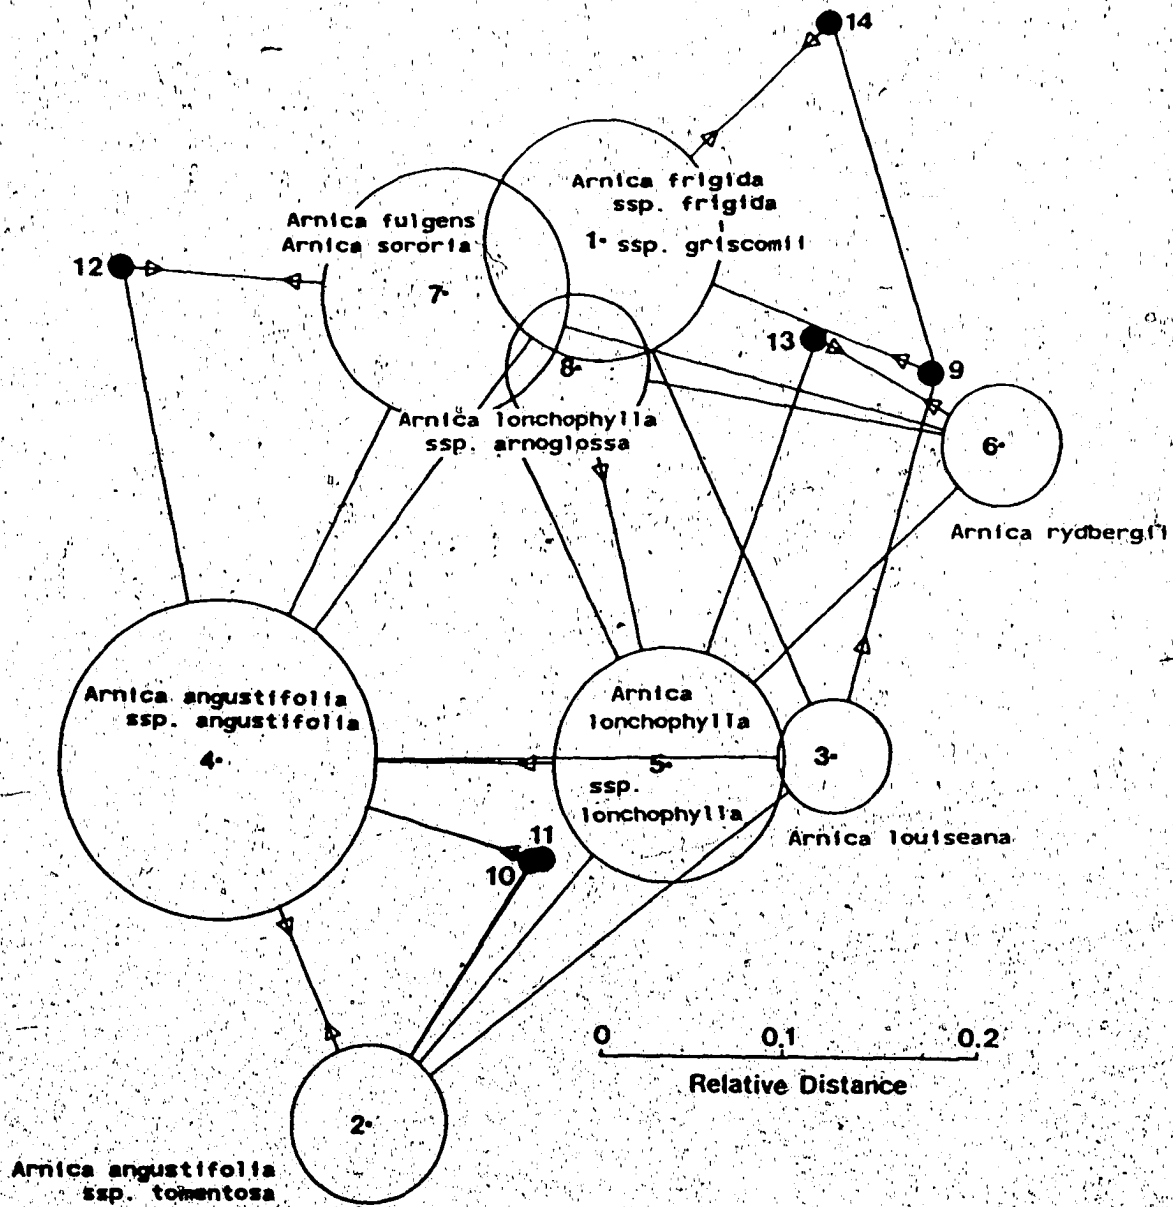 14
Arnica frigida
ssp. frigida
1• ssp. griscomii
Arnica fulgens
Arnica sororia
7•
12
13
9
8•
6•
Arnica lonchophylla
ssp. arnoglossa
Arnica rydbergii
Arnica angustifolia
ssp. angustifolia
4•
Arnica
lonchophylla
5•
ssp.
lonchophylla
3•
Arnica louiseana
11
10
0 0.1 0.2
Relative Distance
2•
Arnica angustifolia
ssp. tomentosa